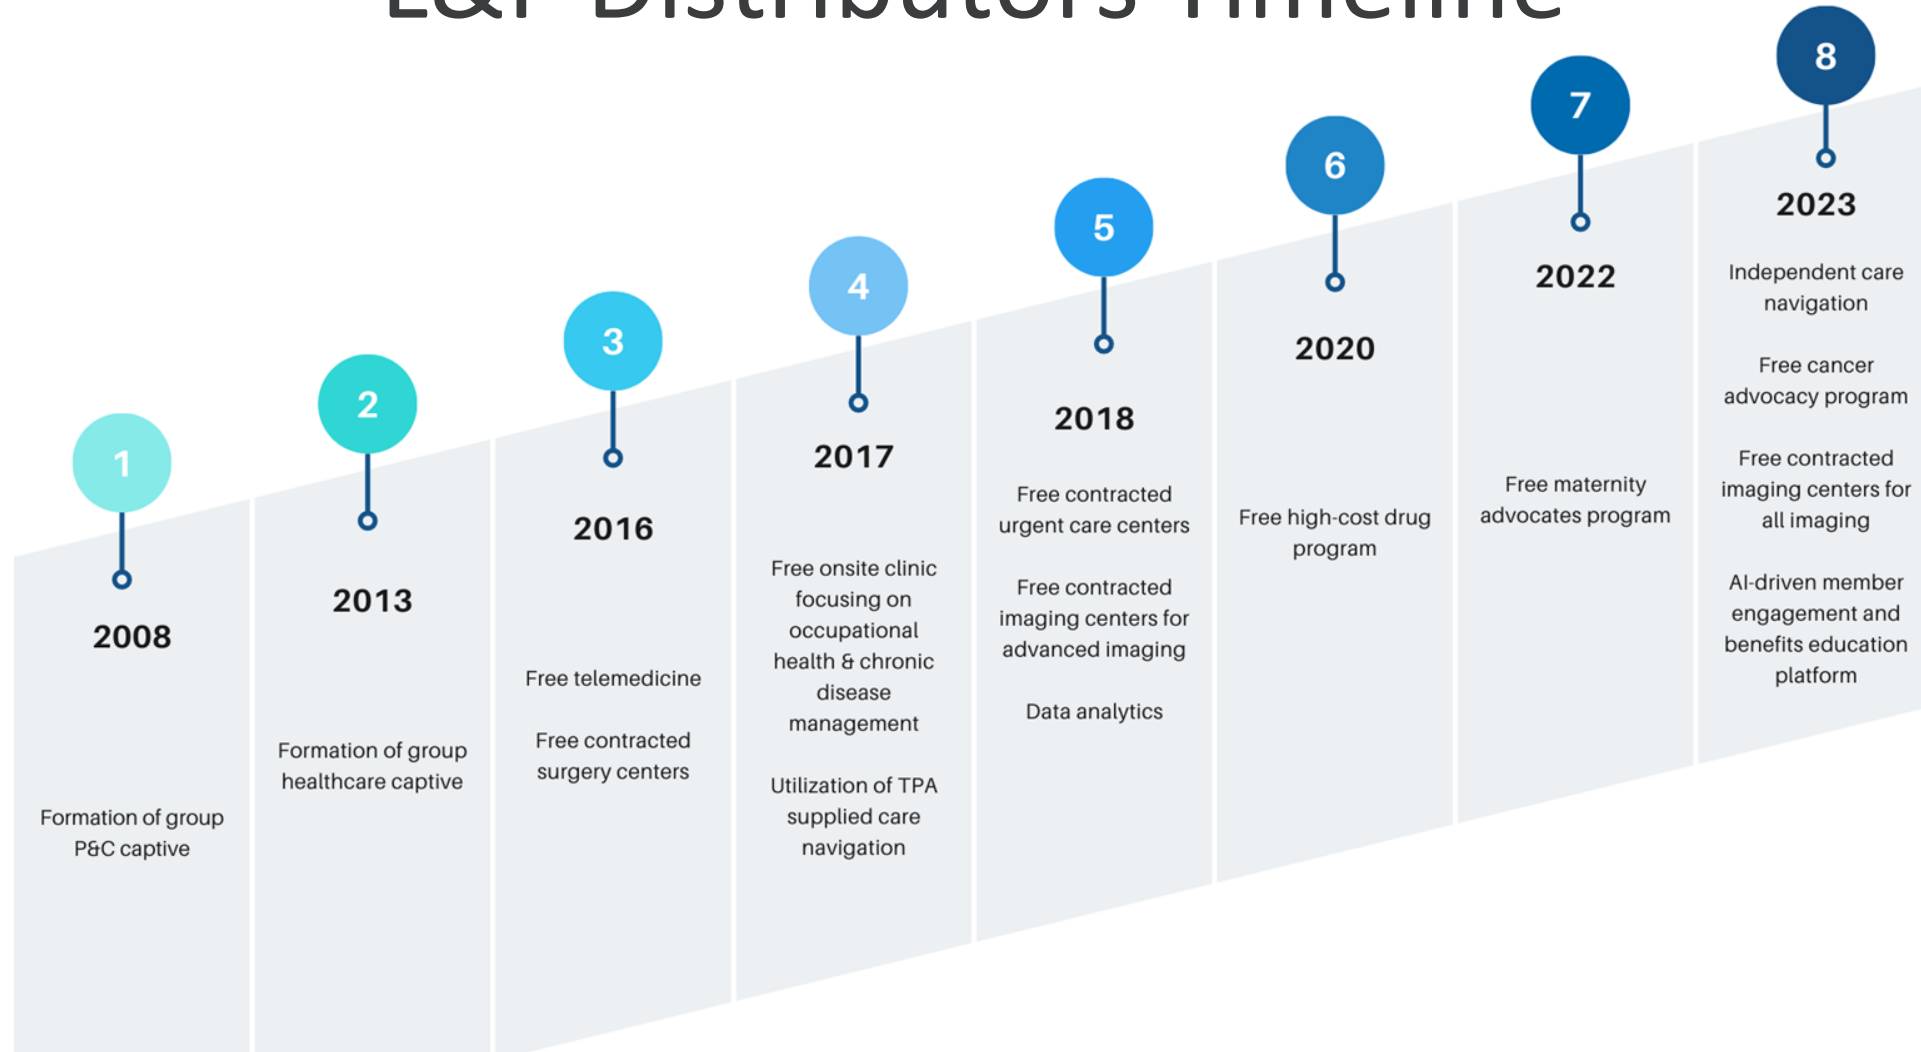 Distributors Timeline
1
2008
Formation of group
P&C captive
2
2013
Formation of group
healthcare captive
3
2016
Free telemedicine
Free contracted
surgery centers
4
2017
Free onsite clinic
focusing on
occupational
health & chronic
disease
management
Utilization of TPA
supplied care
navigation
5
2018
Free contracted
urgent care centers
Free contracted
imaging centers for
advanced imaging
Data analytics
6
2020
Free high-cost drug
program
7
2022
Free maternity
advocates program
8
2023
Independent care
navigation
Free cancer
advocacy program
Free contracted
imaging centers for
all imaging
AI-driven member
engagement and
benefits education
platform